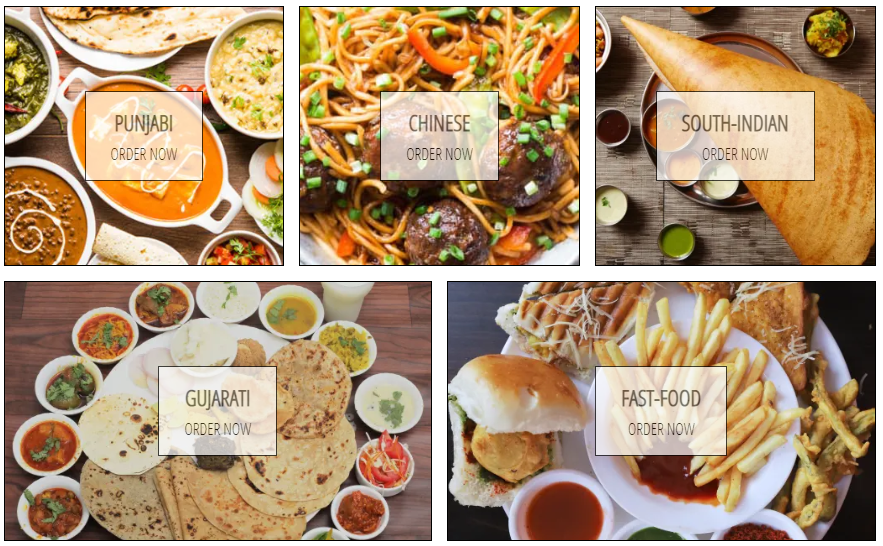 PUNJABI
ORDER NOW
CHINESE
ORDER NOW
SOUTH-INDIAN
ORDER NOW
GUJARATI
ORDER NOW
FAST-FOOD
ORDER NOW